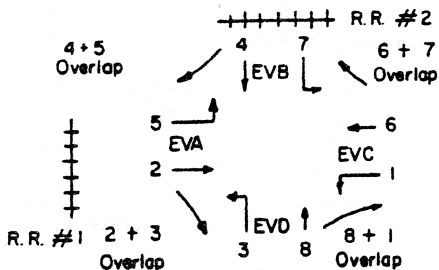 R.R. #2
4 + 5
Overlap
4 7
6 + 7
Overlap
EVB
5
EVA
2
6
EVC
1
R.R. #1
2 + 3
Overlap
EVD
3 8
8 + 1
Overlap